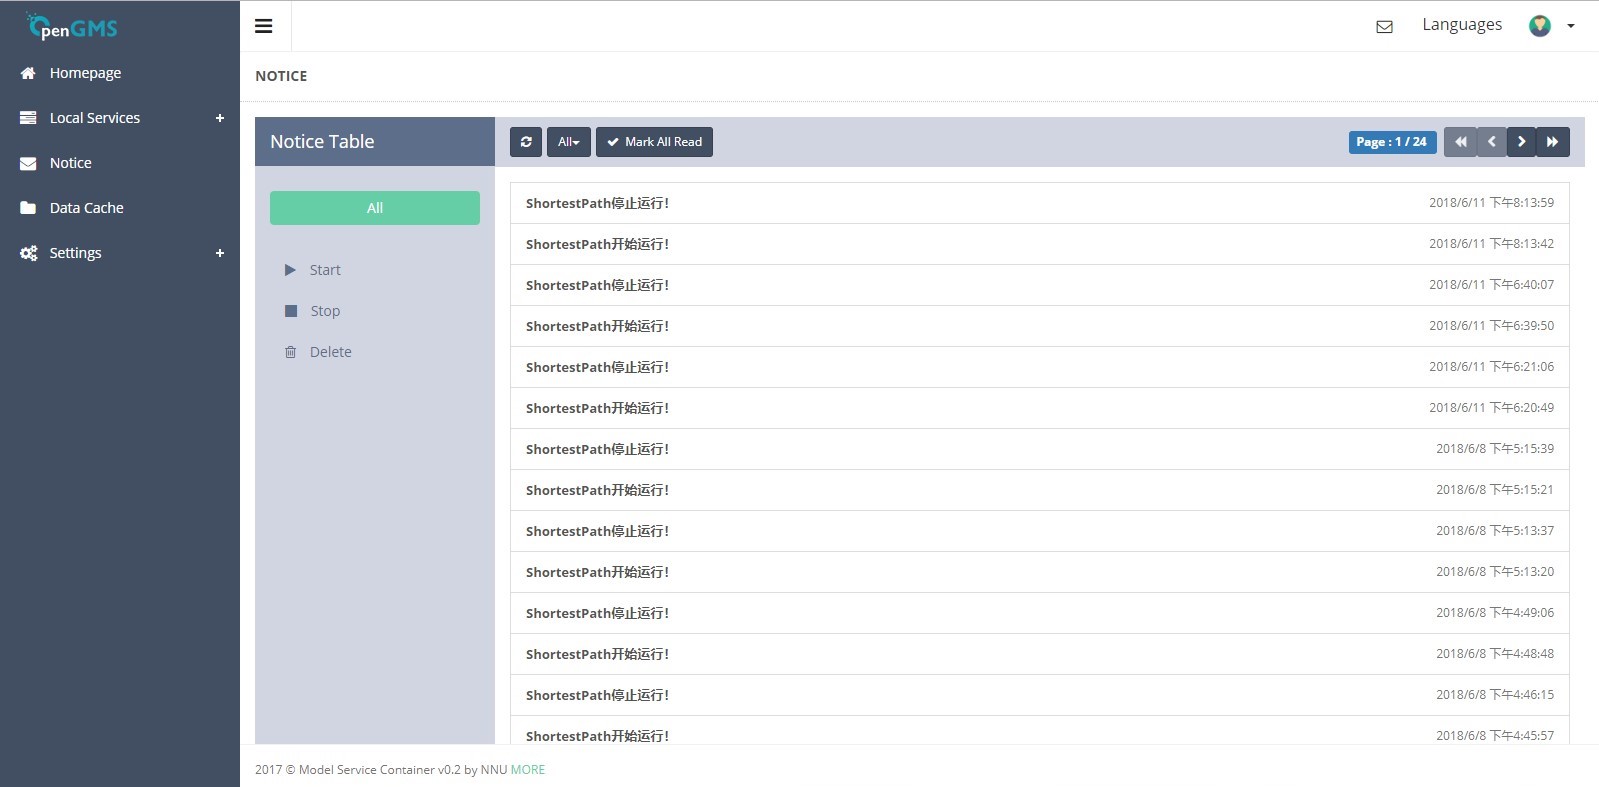 OpenGMS
Languages
Homepage
Local Services
Notice
Data Cache
Settings
NOTICE
Notice Table
All
Start
Stop
Delete
All
Mark All Read
Page : 1 / 24
ShortestPath停止运行! 2018/6/11 下午8:13:59
ShortestPath开始运行! 2018/6/11 下午8:13:42
ShortestPath停止运行! 2018/6/11 下午6:40:07
ShortestPath开始运行! 2018/6/11 下午6:39:50
ShortestPath停止运行! 2018/6/11 下午6:21:06
ShortestPath开始运行! 2018/6/11 下午6:20:49
ShortestPath停止运行! 2018/6/8 下午5:15:39
ShortestPath开始运行! 2018/6/8 下午5:15:21
ShortestPath停止运行! 2018/6/8 下午5:13:37
ShortestPath开始运行! 2018/6/8 下午5:13:20
ShortestPath停止运行! 2018/6/8 下午4:49:06
ShortestPath开始运行! 2018/6/8 下午4:48:48
ShortestPath停止运行! 2018/6/8 下午4:46:15
ShortestPath开始运行! 2018/6/8 下午4:45:57
2017 © Model Service Container v0.2 by NNU MORE